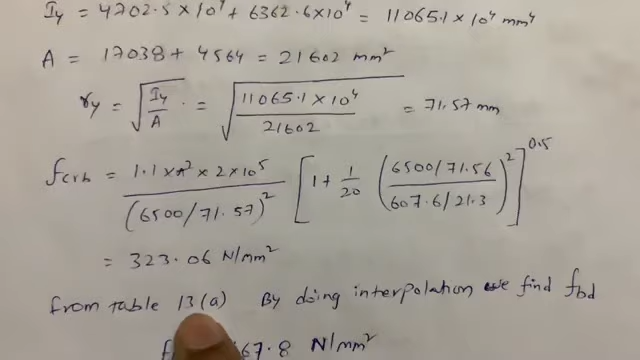 Iy = 4702.5 × 10⁴ + 6362.6 × 10⁴ = 11065.1 × 10⁴ mm⁴
A = 17038 + 4564 = 21602 mm²
ry = √(Iy/A) = √(11065.1 × 10⁴ / 21602) = 71.57 mm
fcrb = 1.1 × π² × 2 × 10⁵ / (6500/71.57)² [1 + 1/20 ((6500/71.56) / (607.6/21.3))²]^0.5
= 323.06 N/mm²
from table 13(a) By doing interpolation we find fbd
67.8 N/mm²